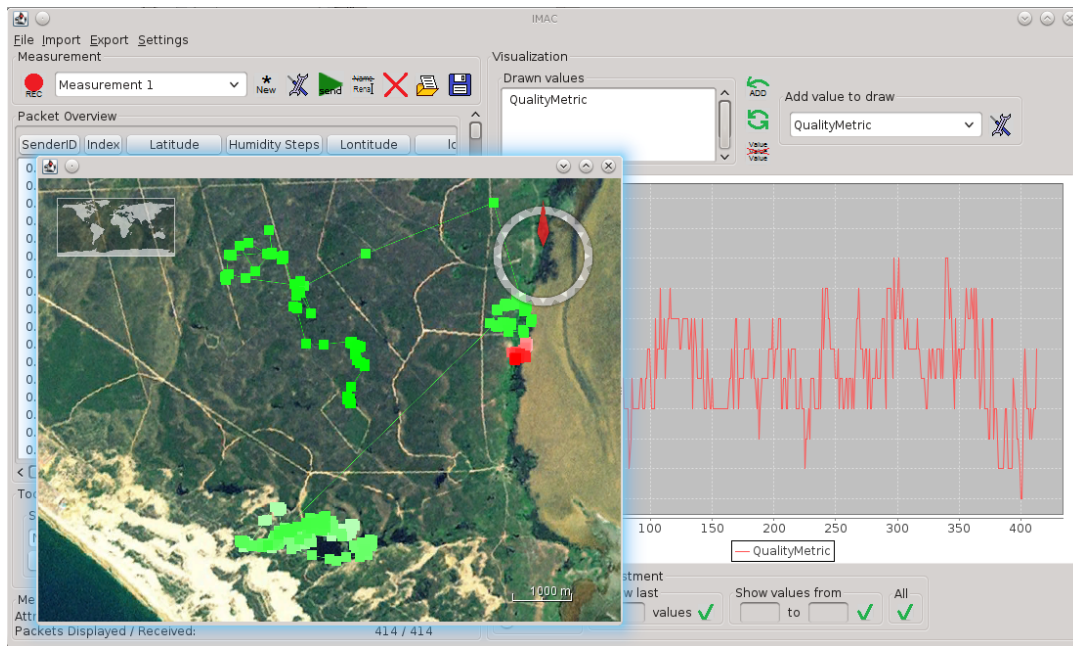 IMAC
File Import Export Settings
Measurement
REC
Measurement 1
New
send
Name
Rena
Packet Overview
SenderID Index Latitude Humidity Steps Lontitude
Visualization
Drawn values
QualityMetric
ADD
Value
Value
Value
Add value to draw
QualityMetric
1000 m
100 150 200 250 300 350 400
QualityMetric
values
Show values from
to
All
Packets Displayed / Received: 414 / 414